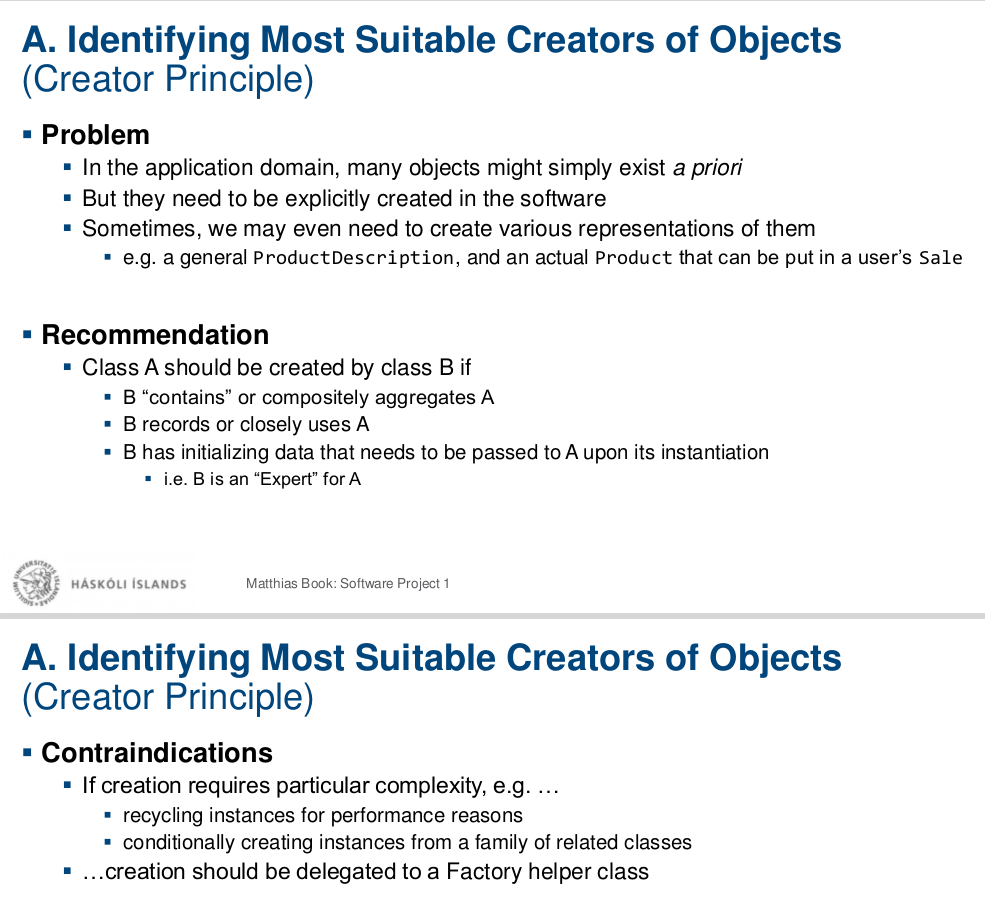 A. Identifying Most Suitable Creators of Objects
(Creator Principle)
▪ Problem
▪ In the application domain, many objects might simply exist a priori
▪ But they need to be explicitly created in the software
▪ Sometimes, we may even need to create various representations of them
▪ e.g. a general ProductDescription, and an actual Product that can be put in a user’s Sale
▪ Recommendation
▪ Class A should be created by class B if
▪ B “contains” or compositely aggregates A
▪ B records or closely uses A
▪ B has initializing data that needs to be passed to A upon its instantiation
▪ i.e. B is an “Expert” for A
HÁSKÓLI ÍSLANDS
Matthias Book: Software Project 1
A. Identifying Most Suitable Creators of Objects
(Creator Principle)
▪ Contraindications
▪ If creation requires particular complexity, e.g. …
▪ recycling instances for performance reasons
▪ conditionally creating instances from a family of related classes
▪ …creation should be delegated to a Factory helper class